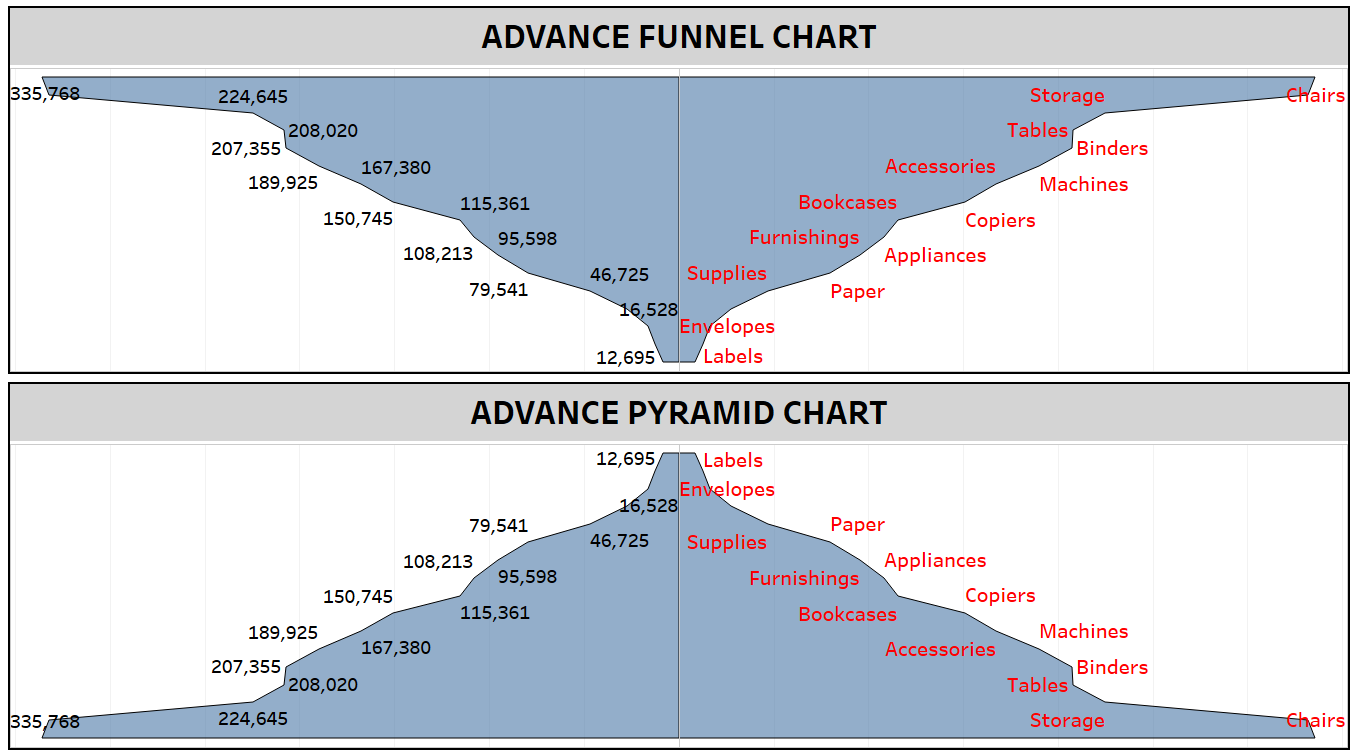 ADVANCE FUNNEL CHART
335,768 224,645 Storage Chairs
208,020 Tables
207,355 Binders
167,380 Accessories
189,925 Machines
115,361 Bookcases
150,745 Copiers
95,598 Furnishings
108,213 Appliances
46,725 Supplies
79,541 Paper
16,528
Envelopes
12,695 Labels
ADVANCE PYRAMID CHART
12,695 Labels
Envelopes
16,528
79,541 Paper
46,725 Supplies
108,213 Appliances
95,598 Furnishings
150,745 Copiers
115,361 Bookcases
189,925 Machines
167,380 Accessories
207,355 Binders
208,020 Tables
335,768 224,645 Storage Chairs